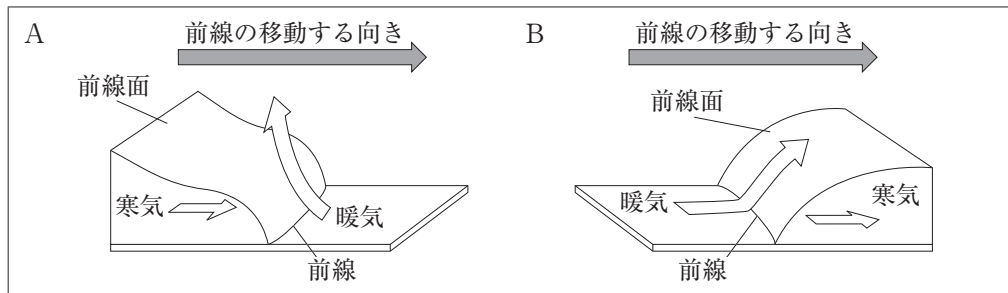 A
前線の移動する向き
前線面
寒気
暖気
前線
B
前線の移動する向き
前線面
暖気
寒気
前線